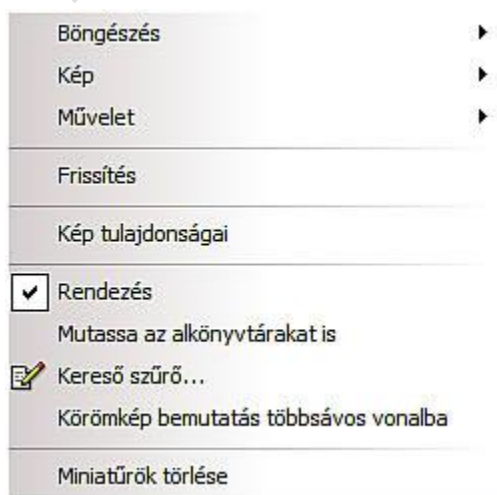 Böngészés
Kép
Művelet
Frissítés
Kép tulajdonságai
Rendezés
Mutassa az alkönyvtárakat is
Kereső szűrő...
Körömkép bemutatás többsávos vonalba
Miniatűrök törlése